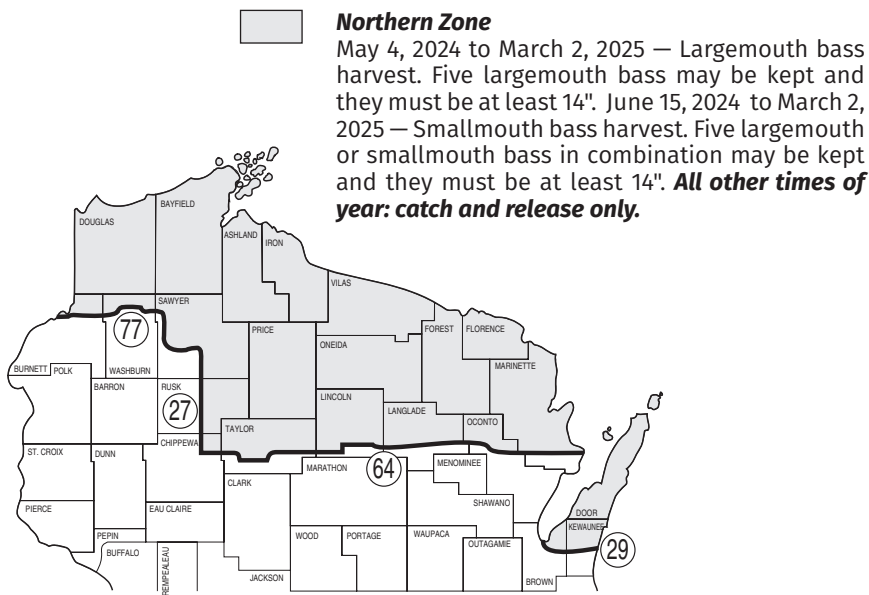 Northern Zone
May 4, 2024 to March 2, 2025 — Largemouth bass
harvest. Five largemouth bass may be kept and
they must be at least 14". June 15, 2024 to March 2,
2025 — Smallmouth bass harvest. Five largemouth
or smallmouth bass in combination may be kept
and they must be at least 14". All other times of
year: catch and release only.
BAYFIELD
DOUGLAS
ASHLAND
IRON
VILAS
SAWYER
77
PRICE
FOREST
FLORENCE
ONEIDA
MARINETTE
BURNETT
POLK
WASHBURN
BARRON
RUSK
27
LINCOLN
LANGLADE
OCONTO
TAYLOR
CHIPPEWA
ST. CROIX
DUNN
MARATHON
64
MENOMINEE
CLARK
SHAWANO
PIERCE
EAU CLAIRE
DOOR
KEWAUNEE
29
PEPIN
WOOD
PORTAGE
WAUPACA
OUTAGAMIE
BUFFALO
REMPEALEAU
JACKSON
BROWN